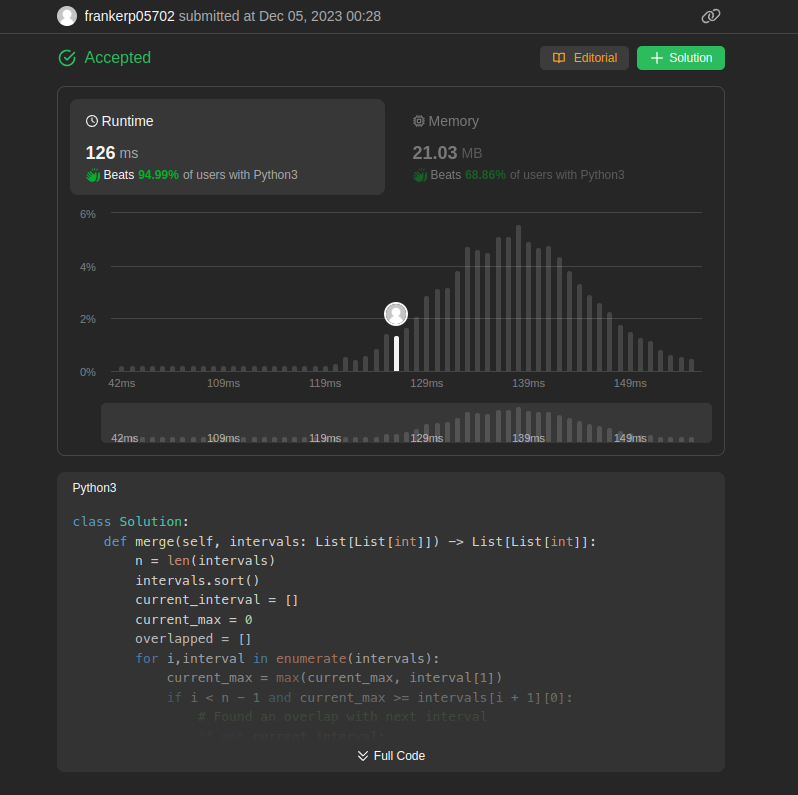 frankerp05702 submitted at Dec 05, 2023 00:28
Accepted
Editorial
Solution
Runtime
126 ms
Beats 94.99% of users with Python3
Memory
21.03 MB
Beats 68.86% of users with Python3
6%
4%
2%
0%
42ms 109ms 119ms 129ms 139ms 149ms
42ms 109ms 119ms 129ms 139ms 149ms
Python3
class Solution:
    def merge(self, intervals: List[List[int]]) -> List[List[int]]:
        n = len(intervals)
        intervals.sort()
        current_interval = []
        current_max = 0
        overlapped = []
        for i,interval in enumerate(intervals):
            current_max = max(current_max, interval[1])
            if i < n - 1 and current_max >= intervals[i + 1][0]:
                # Found an overlap with next interval
Full Code